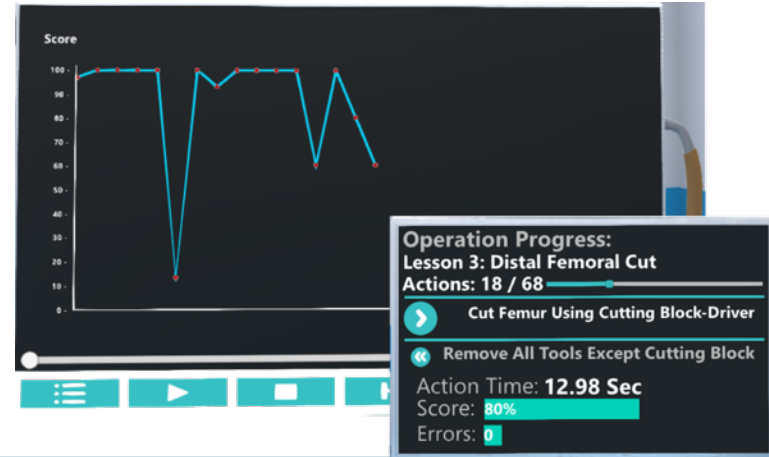 Score
100 -
90 -
80 -
70 -
60 -
50 -
40 -
30 -
20 -
10 -
0 -
Operation Progress:
Lesson 3: Distal Femoral Cut
Actions: 18 / 68
Cut Femur Using Cutting Block-Driver
Remove All Tools Except Cutting Block
Action Time: 12.98 Sec
Score: 80%
Errors: 0